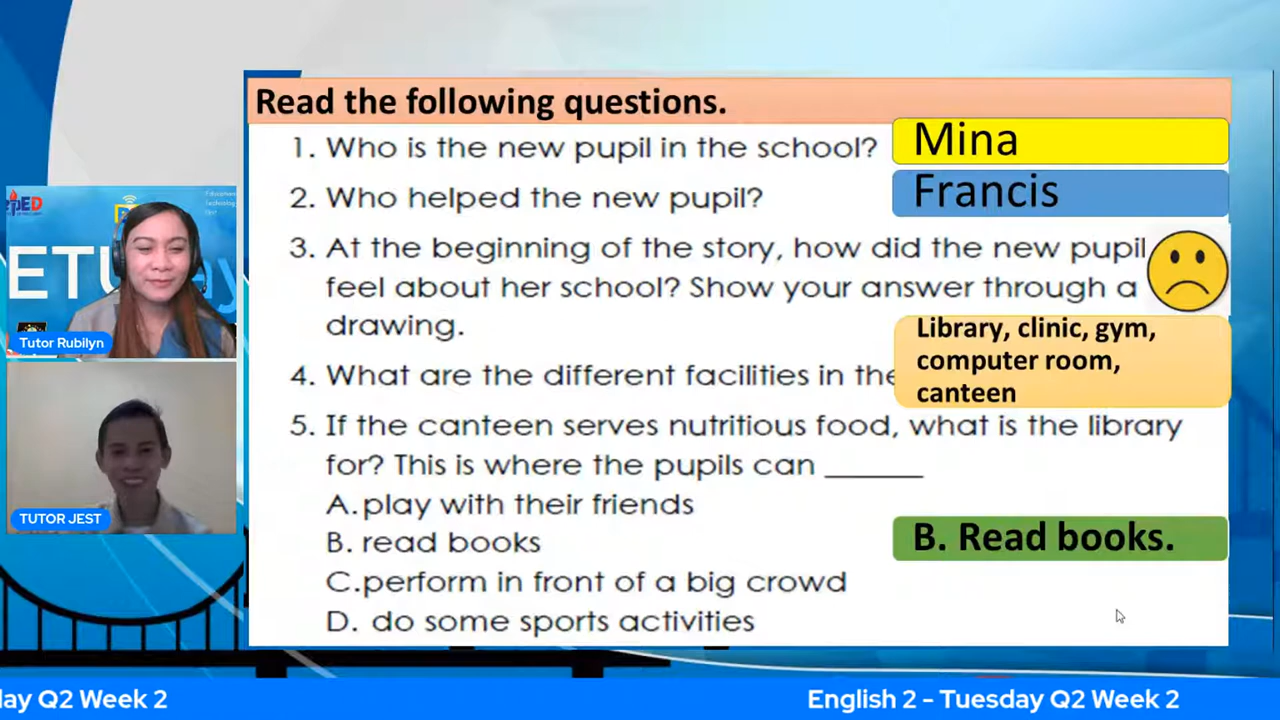 Read the following questions.
1. Who is the new pupil in the school?
Mina
2. Who helped the new pupil?
Francis
3. At the beginning of the story, how did the new pupil
feel about her school? Show your answer through a
drawing.
4. What are the different facilities in the
Library, clinic, gym,
computer room,
canteen
5. If the canteen serves nutritious food, what is the library
for? This is where the pupils can ______
A. play with their friends
B. read books
B. Read books.
C. perform in front of a big crowd
D. do some sports activities
ETU
ay
Tutor Rubilyn
TUTOR JEST
lay Q2 Week 2
English 2 - Tuesday Q2 Week 2